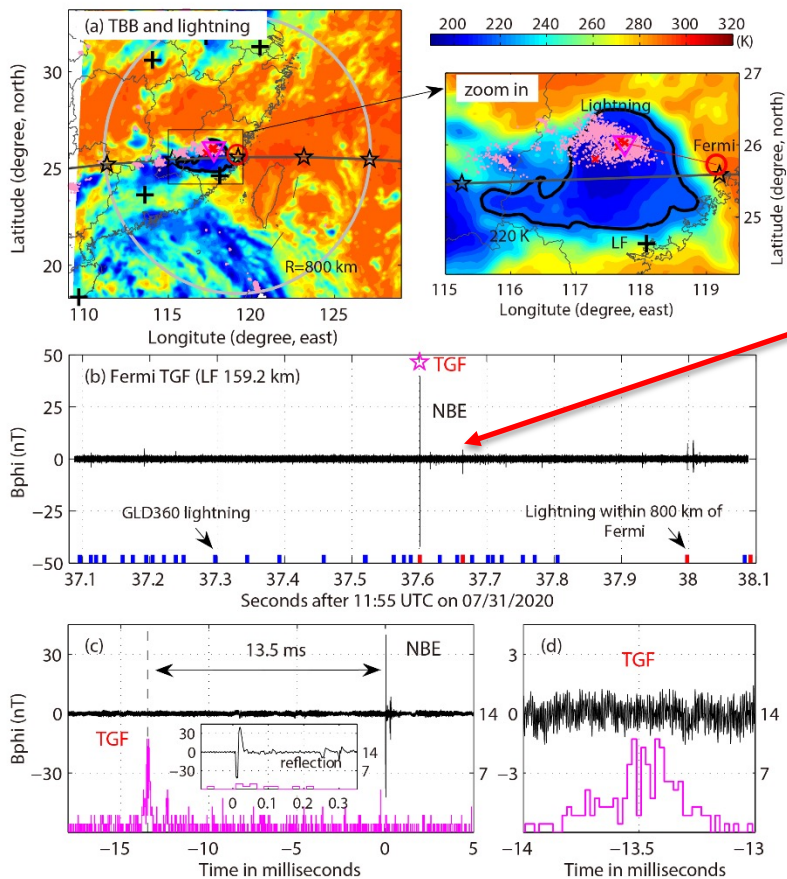 (a) TBB and lightning
200 220 240 260 280 300 320
(K)
30
25
20
Latitude (degree, north)
R=800 km
110 115 120 125
Longitute (degree, east)
zoom in
Lightning
Fermi
220 K
LF
27
26
25
Latitude (degree, north)
115 116 117 118 119
Longitute (degree, east)
(b) Fermi TGF (LF 159.2 km)
TGF
NBE
50
25
0
−25
−50
Bphi (nT)
GLD360 lightning
Lightning within 800 km of
Fermi
37.1 37.2 37.3 37.4 37.5 37.6 37.7 37.8 37.9 38 38.1
Seconds after 11:55 UTC on 07/31/2020
(c)
13.5 ms
NBE
30
0
−30
Bphi (nT)
TGF
30
0
−30
reflection
14
7
0 0.1 0.2 0.3
14
7
−15 −10 −5 0 5
Time in milliseconds
(d)
TGF
3
0
−3
14
7
−14 −13.5 −13
Time in milliseconds